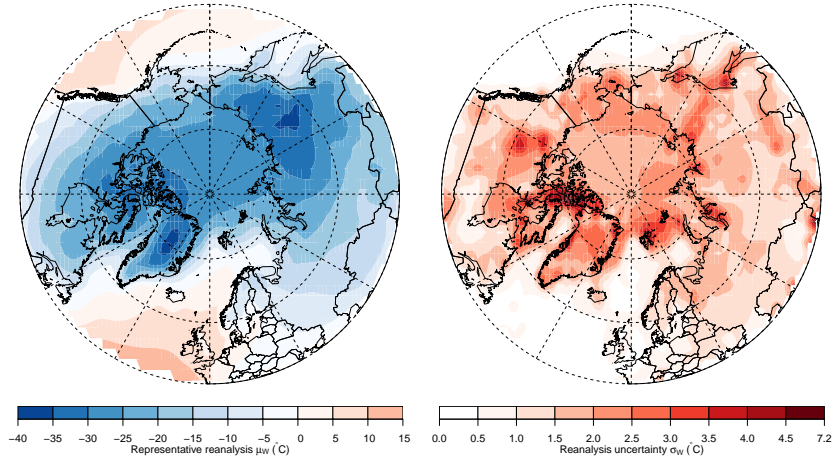 −40 −35 −30 −25 −20 −15 −10 −5 0 5 10 15
Representative reanalysis μW (°C)
0.0 0.5 1.0 1.5 2.0 2.5 3.0 3.5 4.0 4.5 7.2
Reanalysis uncertainty σW (°C)